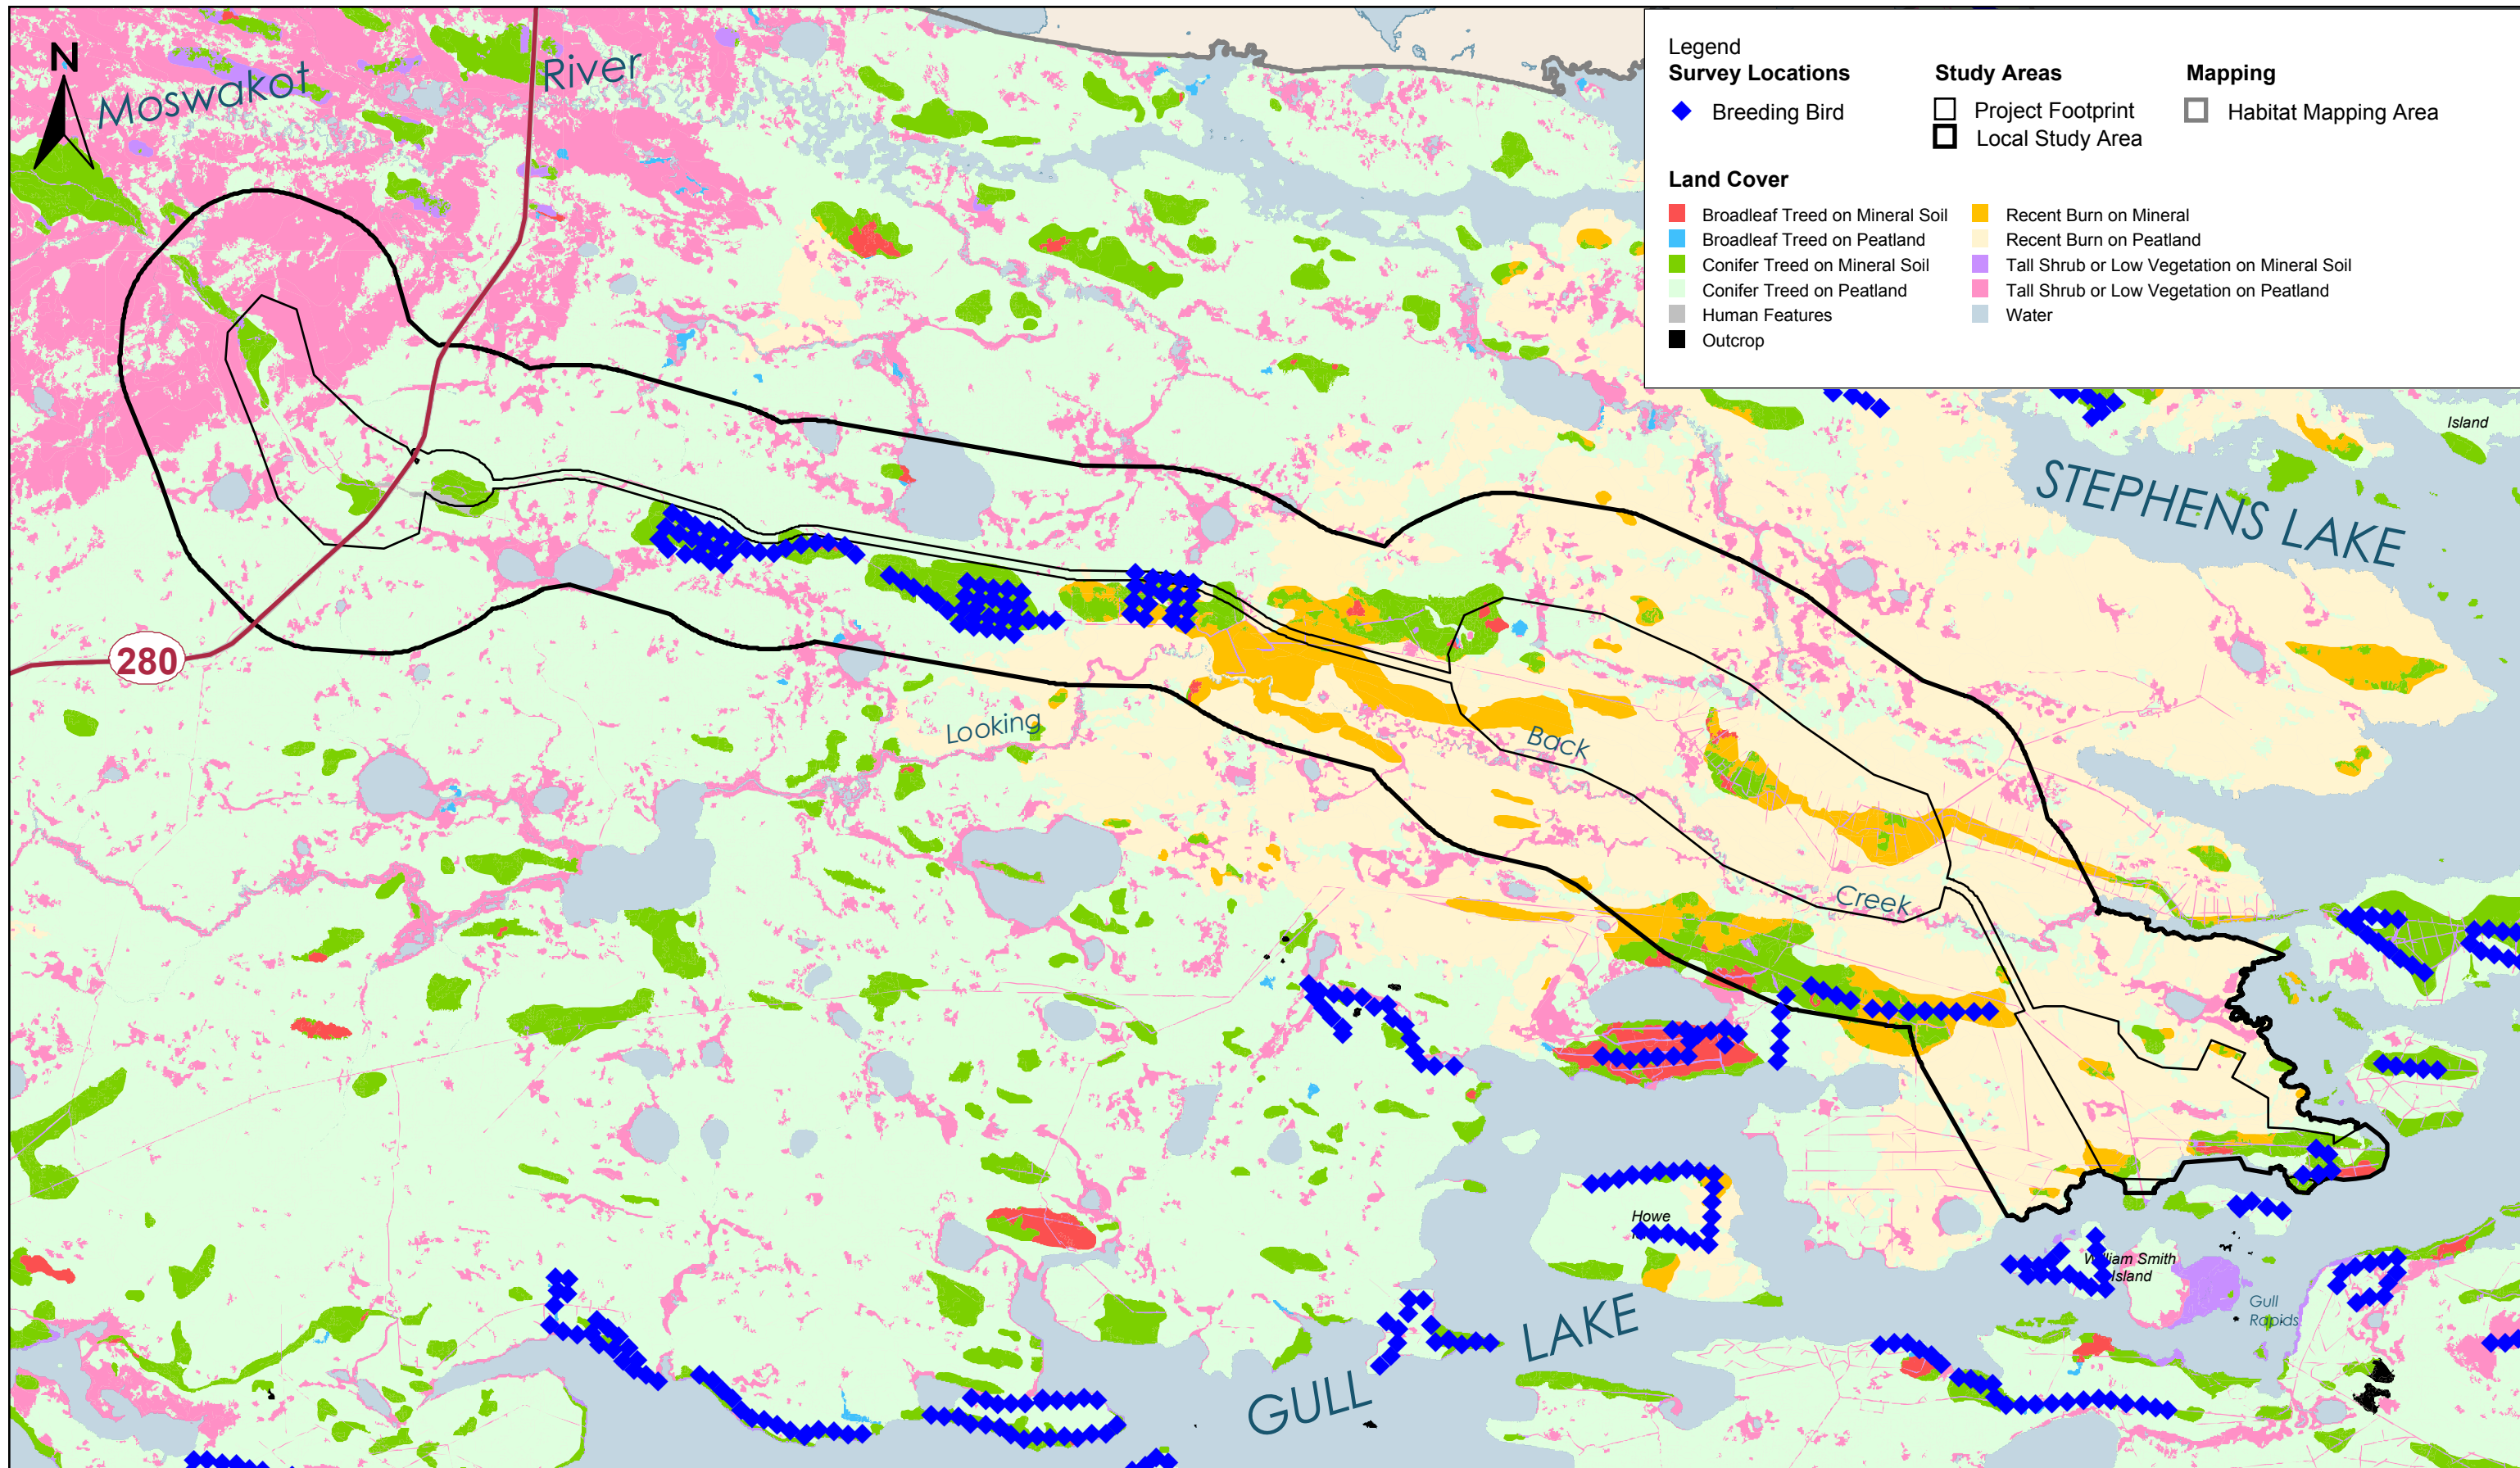 N
Moswakot
River
Legend
Survey Locations
Breeding Bird
Study Areas
Project Footprint
Local Study Area
Mapping
Habitat Mapping Area
Land Cover
Broadleaf Treed on Mineral Soil
Broadleaf Treed on Peatland
Conifer Treed on Mineral Soil
Conifer Treed on Peatland
Human Features
Outcrop
Recent Burn on Mineral
Recent Burn on Peatland
Tall Shrub or Low Vegetation on Mineral Soil
Tall Shrub or Low Vegetation on Peatland
Water
Island
STEPHENS LAKE
280
Looking
Back
Creek
Howe
William Smith
Island
Gull
Rapids
GULL
LAKE